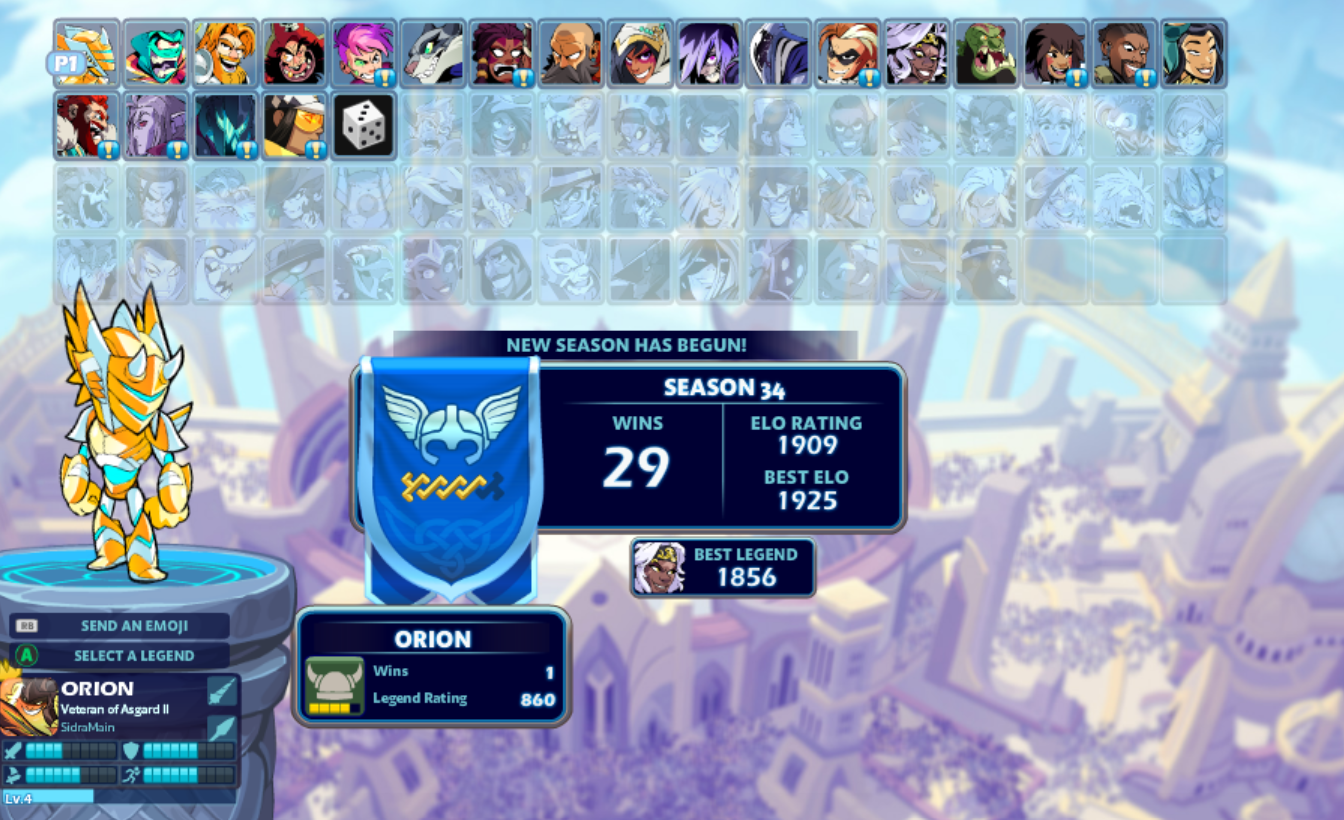 P1
NEW SEASON HAS BEGUN!
SEASON 34
WINS
29
ELO RATING
1909
BEST ELO
1925
BEST LEGEND
1856
RB SEND AN EMOJI
A SELECT A LEGEND
ORION
Veteran of Asgard II
SidraMain
Lv.4
ORION
Wins 1
Legend Rating 860